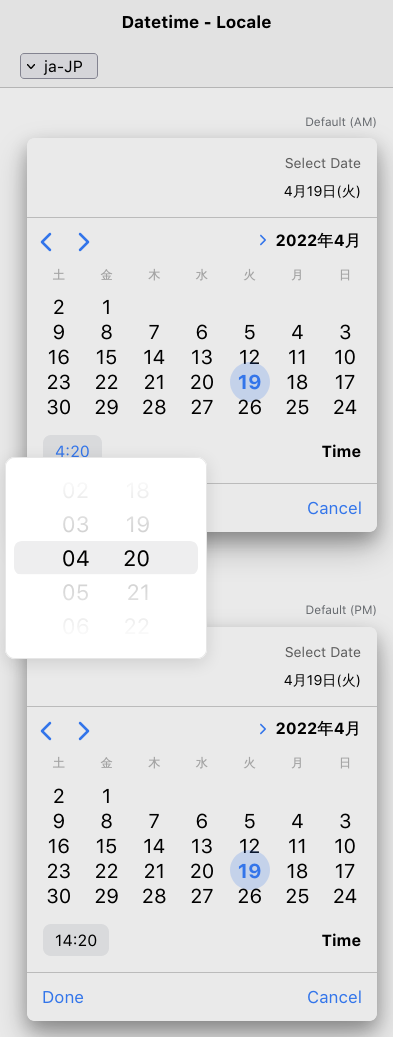 Datetime - Locale
ja-JP
Default (AM)
Select Date
4月19日(火)
2022年4月
土 金 木 水 火 月 日
2 1
9 8 7 6 5 4 3
16 15 14 13 12 11 10
23 22 21 20 19 18 17
30 29 28 27 26 25 24
4:20 Time
Cancel
02 18
03 19
04 20
05 21
06 22
Default (PM)
Select Date
4月19日(火)
2022年4月
土 金 木 水 火 月 日
2 1
9 8 7 6 5 4 3
16 15 14 13 12 11 10
23 22 21 20 19 18 17
30 29 28 27 26 25 24
14:20 Time
Done Cancel